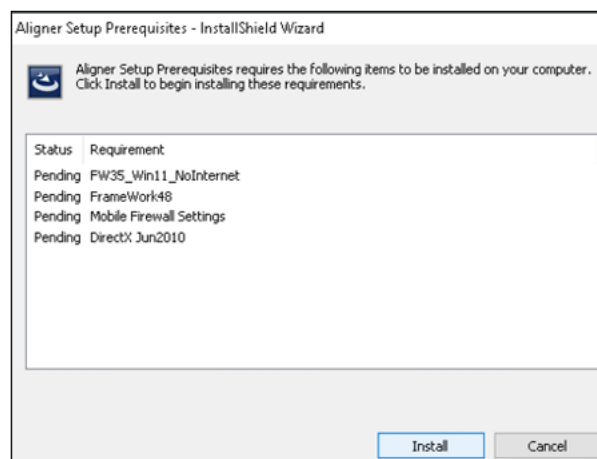 Aligner Setup Prerequisites - InstallShield Wizard
Aligner Setup Prerequisites requires the following items to be installed on your computer.
Click Install to begin installing these requirements.
Status Requirement
Pending FW35_Win11_NoInternet
Pending FrameWork48
Pending Mobile Firewall Settings
Pending DirectX Jun2010
Install Cancel